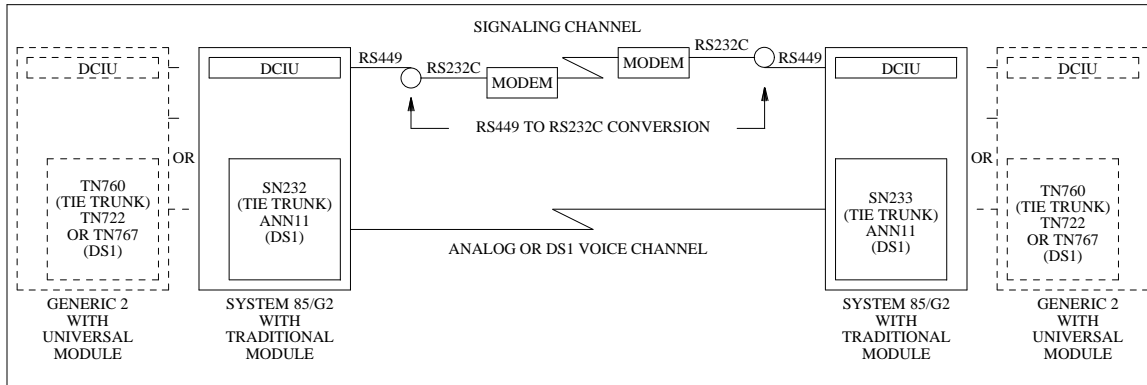 SIGNALING CHANNEL
DCIU
DCIU
RS449
RS232C
MODEM
MODEM
RS232C
RS449
DCIU
DCIU
RS449 TO RS232C CONVERSION
OR
OR
TN760
(TIE TRUNK)
TN722
OR TN767
(DS1)
SN232
(TIE TRUNK)
ANN11
(DS1)
ANALOG OR DS1 VOICE CHANNEL
SN233
(TIE TRUNK)
ANN11
(DS1)
TN760
(TIE TRUNK)
TN722
OR TN767
(DS1)
GENERIC 2
WITH
UNIVERSAL
MODULE
SYSTEM 85/G2
WITH
TRADITIONAL
MODULE
SYSTEM 85/G2
WITH
TRADITIONAL
MODULE
GENERIC 2
WITH
UNIVERSAL
MODULE